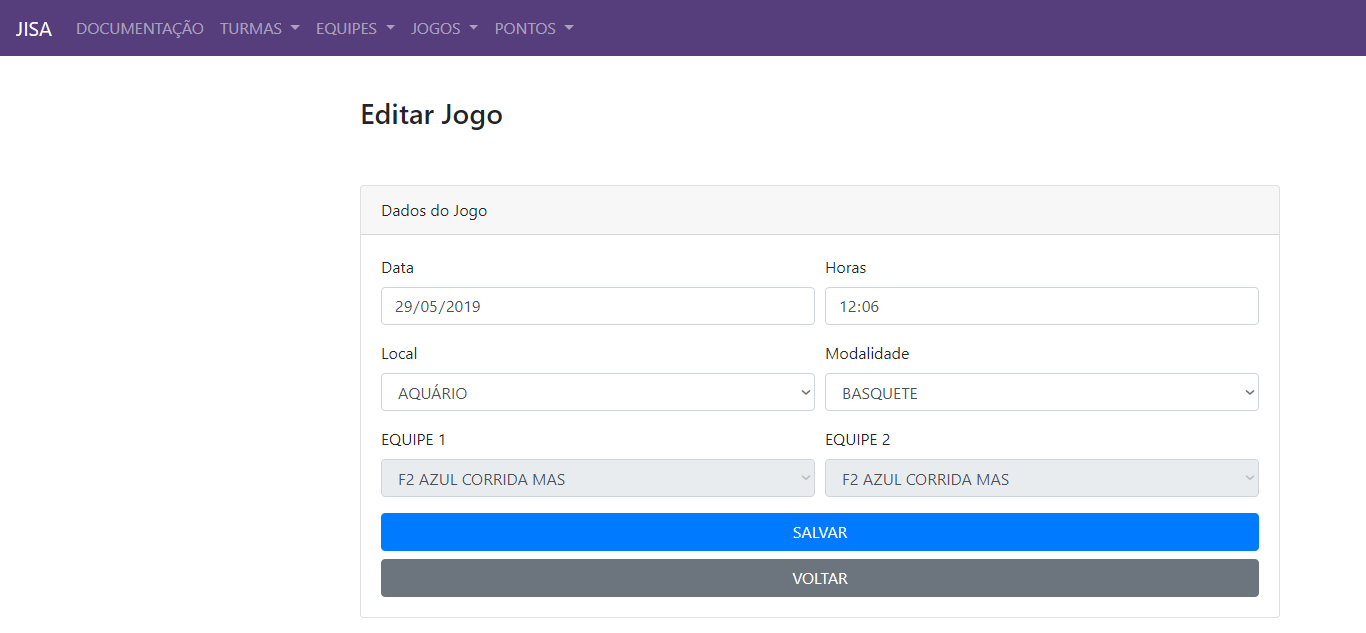 JISA DOCUMENTAÇÃO TURMAS EQUIPES JOGOS PONTOS
Editar Jogo
Dados do Jogo
Data Horas
29/05/2019 12:06
Local Modalidade
AQUÁRIO BASQUETE
EQUIPE 1 EQUIPE 2
F2 AZUL CORRIDA MAS F2 AZUL CORRIDA MAS
SALVAR
VOLTAR